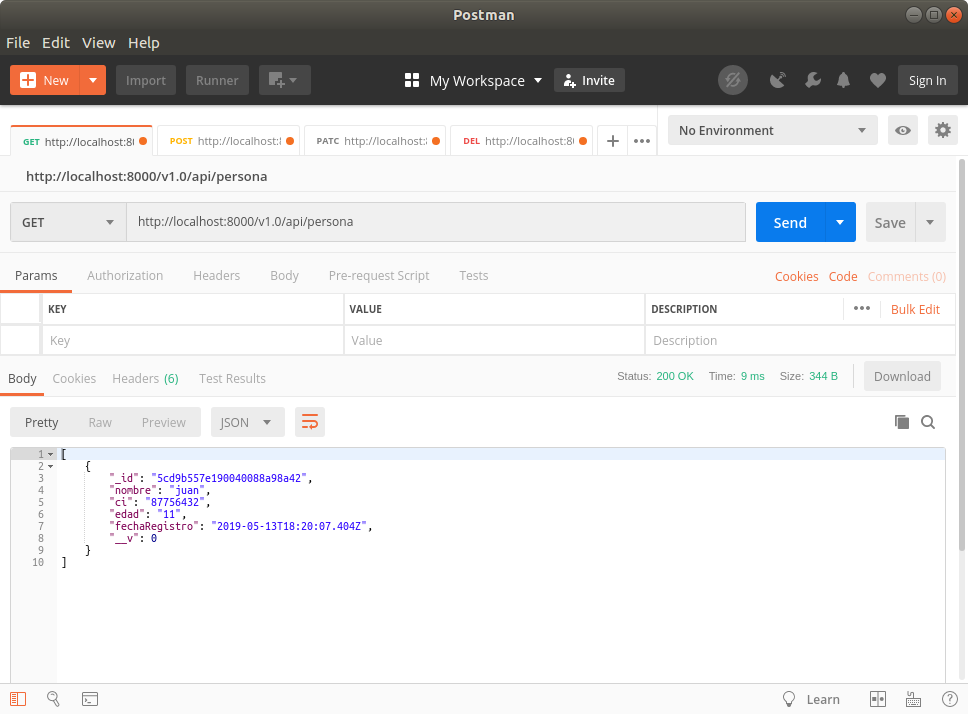 Postman
File Edit View Help
New Import Runner My Workspace Invite Sign In
GET http://localhost:80 POST http://localhost: PATC http://localhost: DEL http://localhost:80 No Environment
http://localhost:8000/v1.0/api/persona
GET http://localhost:8000/v1.0/api/persona Send Save
Params Authorization Headers Body Pre-request Script Tests Cookies Code Comments (0)
KEY VALUE DESCRIPTION Bulk Edit
Key Value Description
Body Cookies Headers (6) Test Results Status: 200 OK Time: 9 ms Size: 344 B Download
Pretty Raw Preview JSON
1 [
2 {
3 "_id": "5cd9b557e190040088a98a42",
4 "nombre": "juan",
5 "ci": "87756432",
6 "edad": "11",
7 "fechaRegistro": "2019-05-13T18:20:07.404Z",
8 "__v": 0
9 }
10 ]
Learn